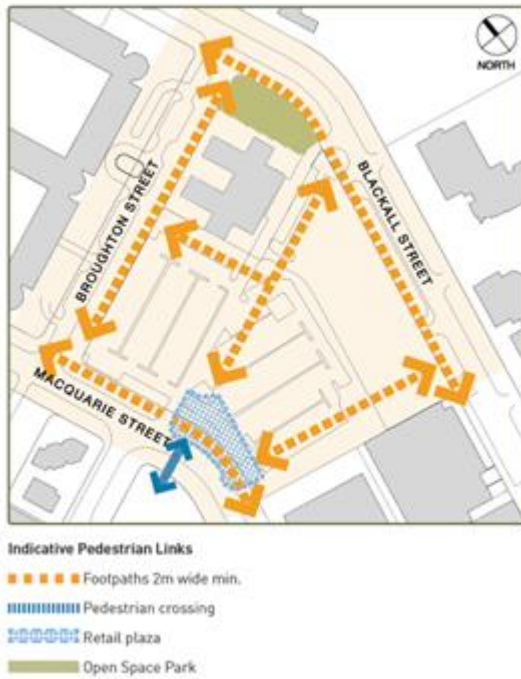 NORTH
BROUGHTON STREET
BLACKALL STREET
MACQUARIE STREET
Indicative Pedestrian Links
Footpaths 2m wide min.
Pedestrian crossing
Retail plaza
Open Space Park